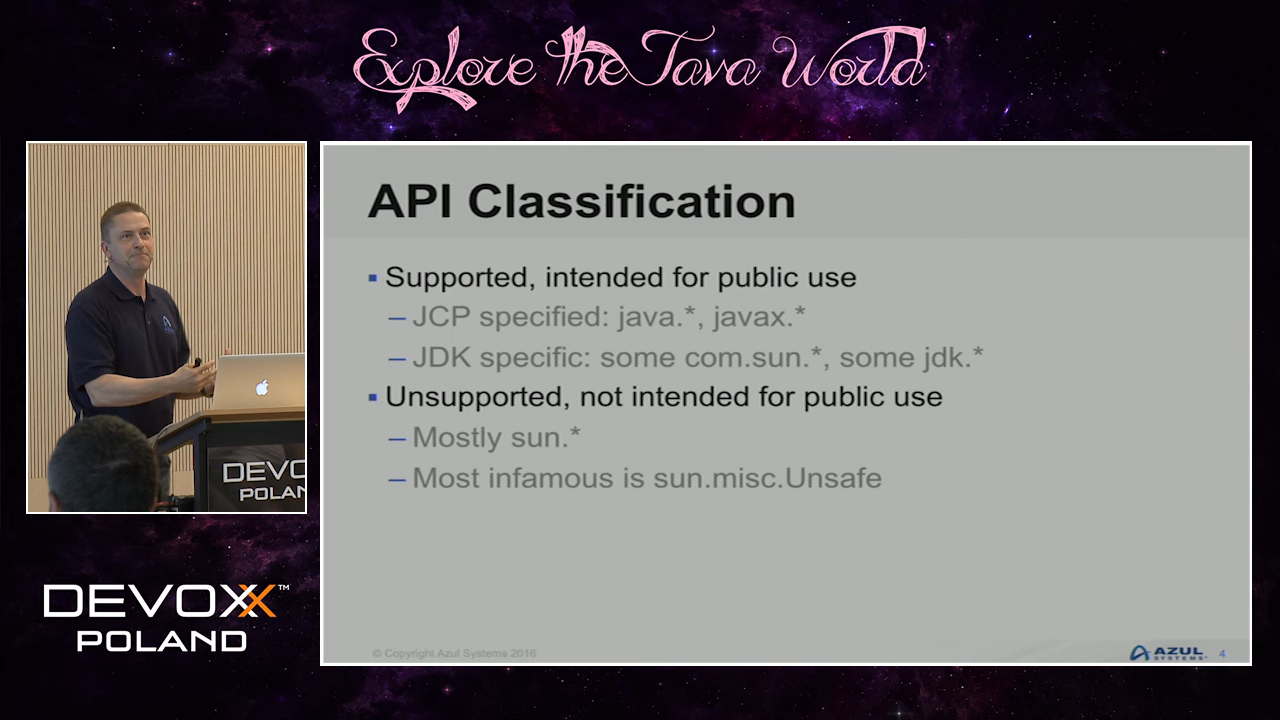 Explore the Java World
API Classification
▪ Supported, intended for public use
– JCP specified: java.*, javax.*
– JDK specific: some com.sun.*, some jdk.*
▪ Unsupported, not intended for public use
– Mostly sun.*
– Most infamous is sun.misc.Unsafe
© Copyright Azul Systems 2016
AZUL
SYSTEMS
4
DEVO
POLAN
DEVOXX™
POLAND